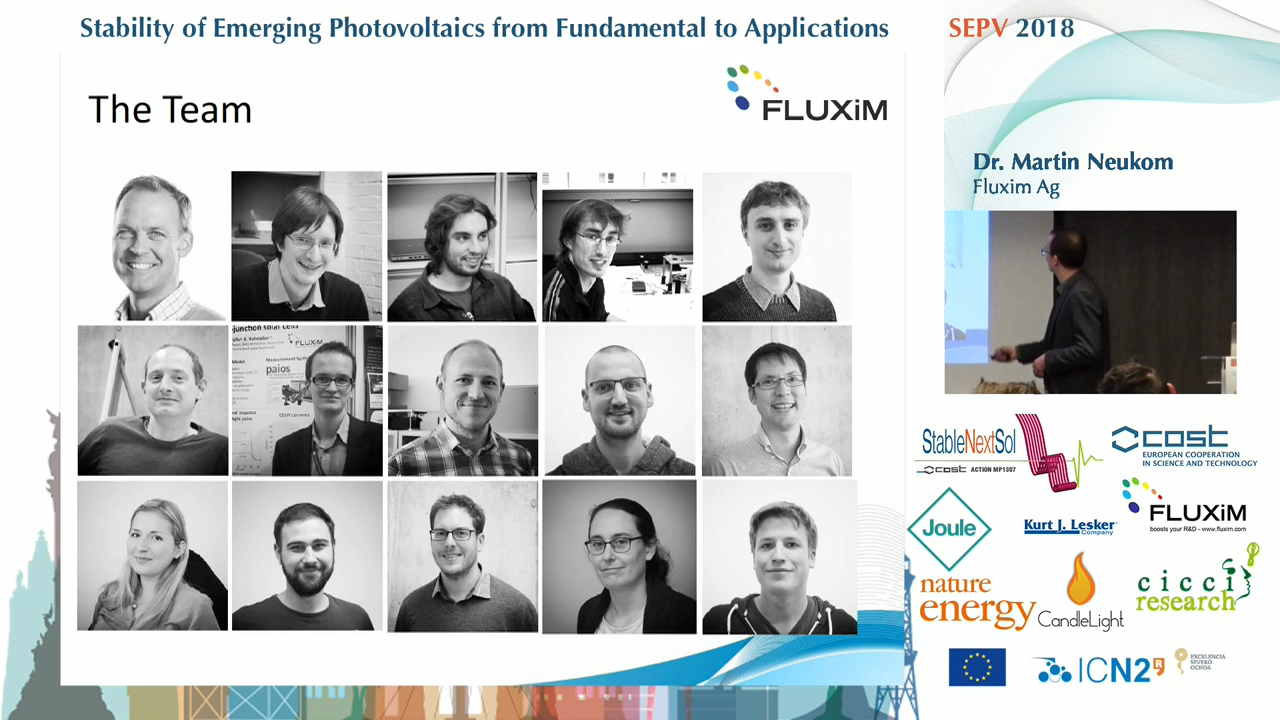 Stability of Emerging Photovoltaics from Fundamental to Applications
SEPV 2018
The Team
FLUXiM
Dr. Martin Neukom
Fluxim Ag
FLUXiM
paios
StableNextSol
cost ACTION MP1307
cost
EUROPEAN COOPERATION
IN SCIENCE AND TECHNOLOGY
FLUXiM
boosts your R&D - www.fluxim.com
Joule
Kurt J. Lesker
Company
nature
energy
CandleLight
cicci
research
ICN2
EXCELENCIA
SEVERO
OCHOA